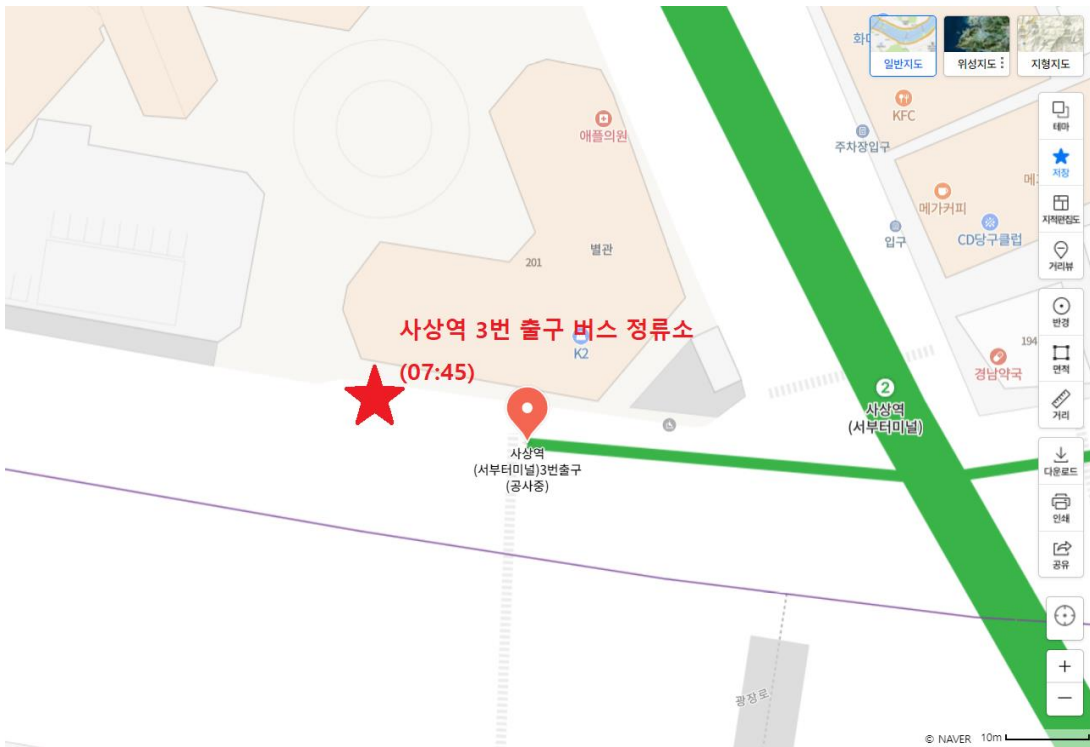 화미
일반지도
위성지도
지형지도
KFC
애플의원
주차장입구
테마
저장
메가커피
입구
CD당구클럽
지적편집도
거리뷰
별관
201
사상역 3번 출구 버스 정류소
(07:45)
K2
반경
194
경남약국
면적
2
사상역
(서부터미널)
거리
사상역
(서부터미널)3번출구
(공사중)
다운로드
인쇄
공유
광장로
+
−
© NAVER 10m